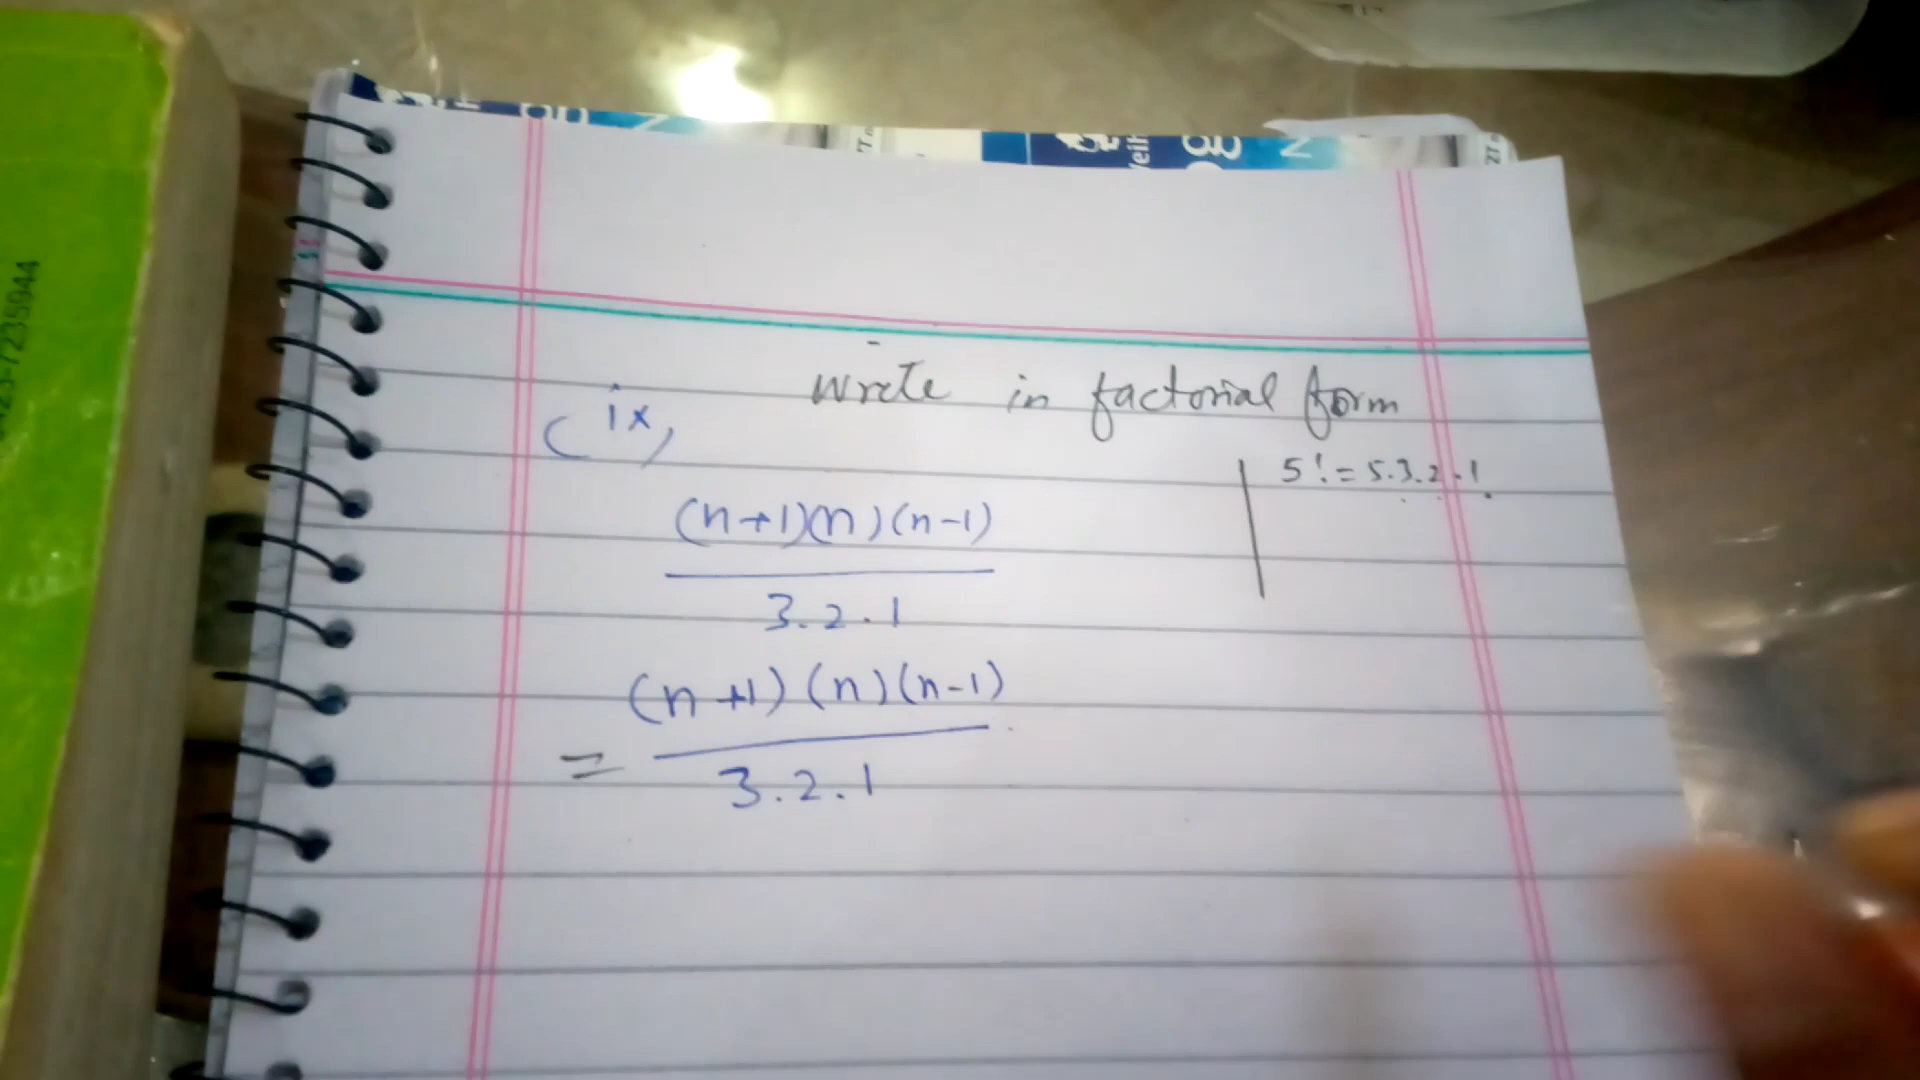 write in factorial form
(ix)
5! = 5.3.2.1
(n+1)(n)(n-1)
3.2.1
(n+1)(n)(n-1)
=
3.2.1